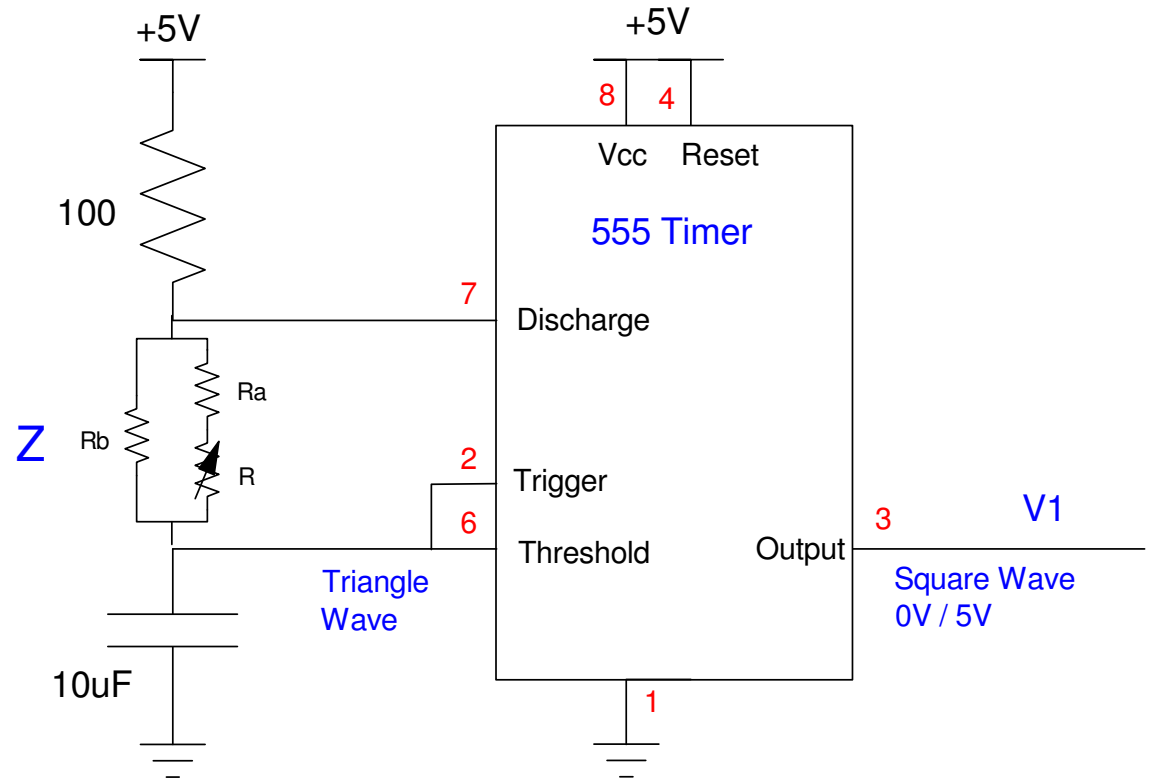 +5V
+5V
8
4
Vcc
Reset
100
555 Timer
7
Discharge
Ra
Z
Rb
R
2
Trigger
6
Threshold
Triangle
Wave
V1
3
Output
Square Wave
0V / 5V
10uF
1